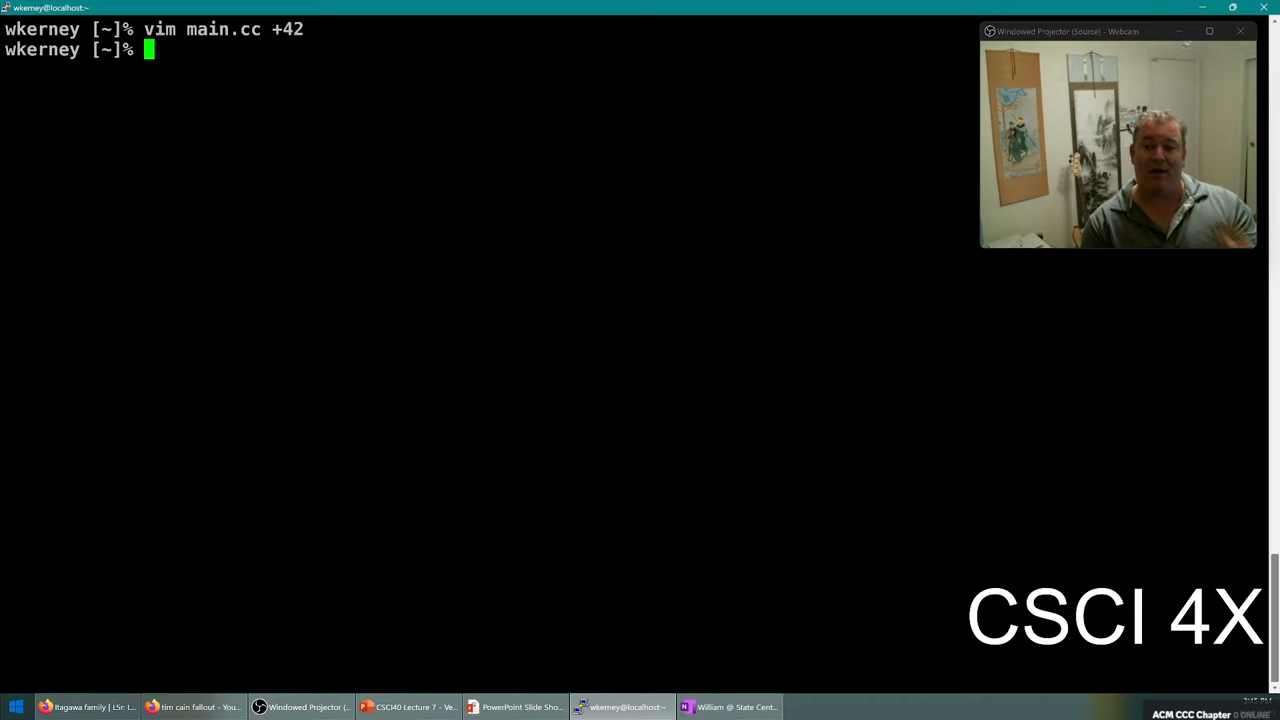 wkerney@localhost:~
wkerney [~]% vim main.cc +42
wkerney [~]%
Windowed Projector (Source) - Webcam
CSCI 4X
Itagawa family | L5r: L...
tim cain fallout - You...
Windowed Projector (...
CSCI40 Lecture 7 - Ve...
PowerPoint Slide Sho...
wkerney@localhost:~
William @ State Cent...
ACM CCC Chapter 0 ONLINE